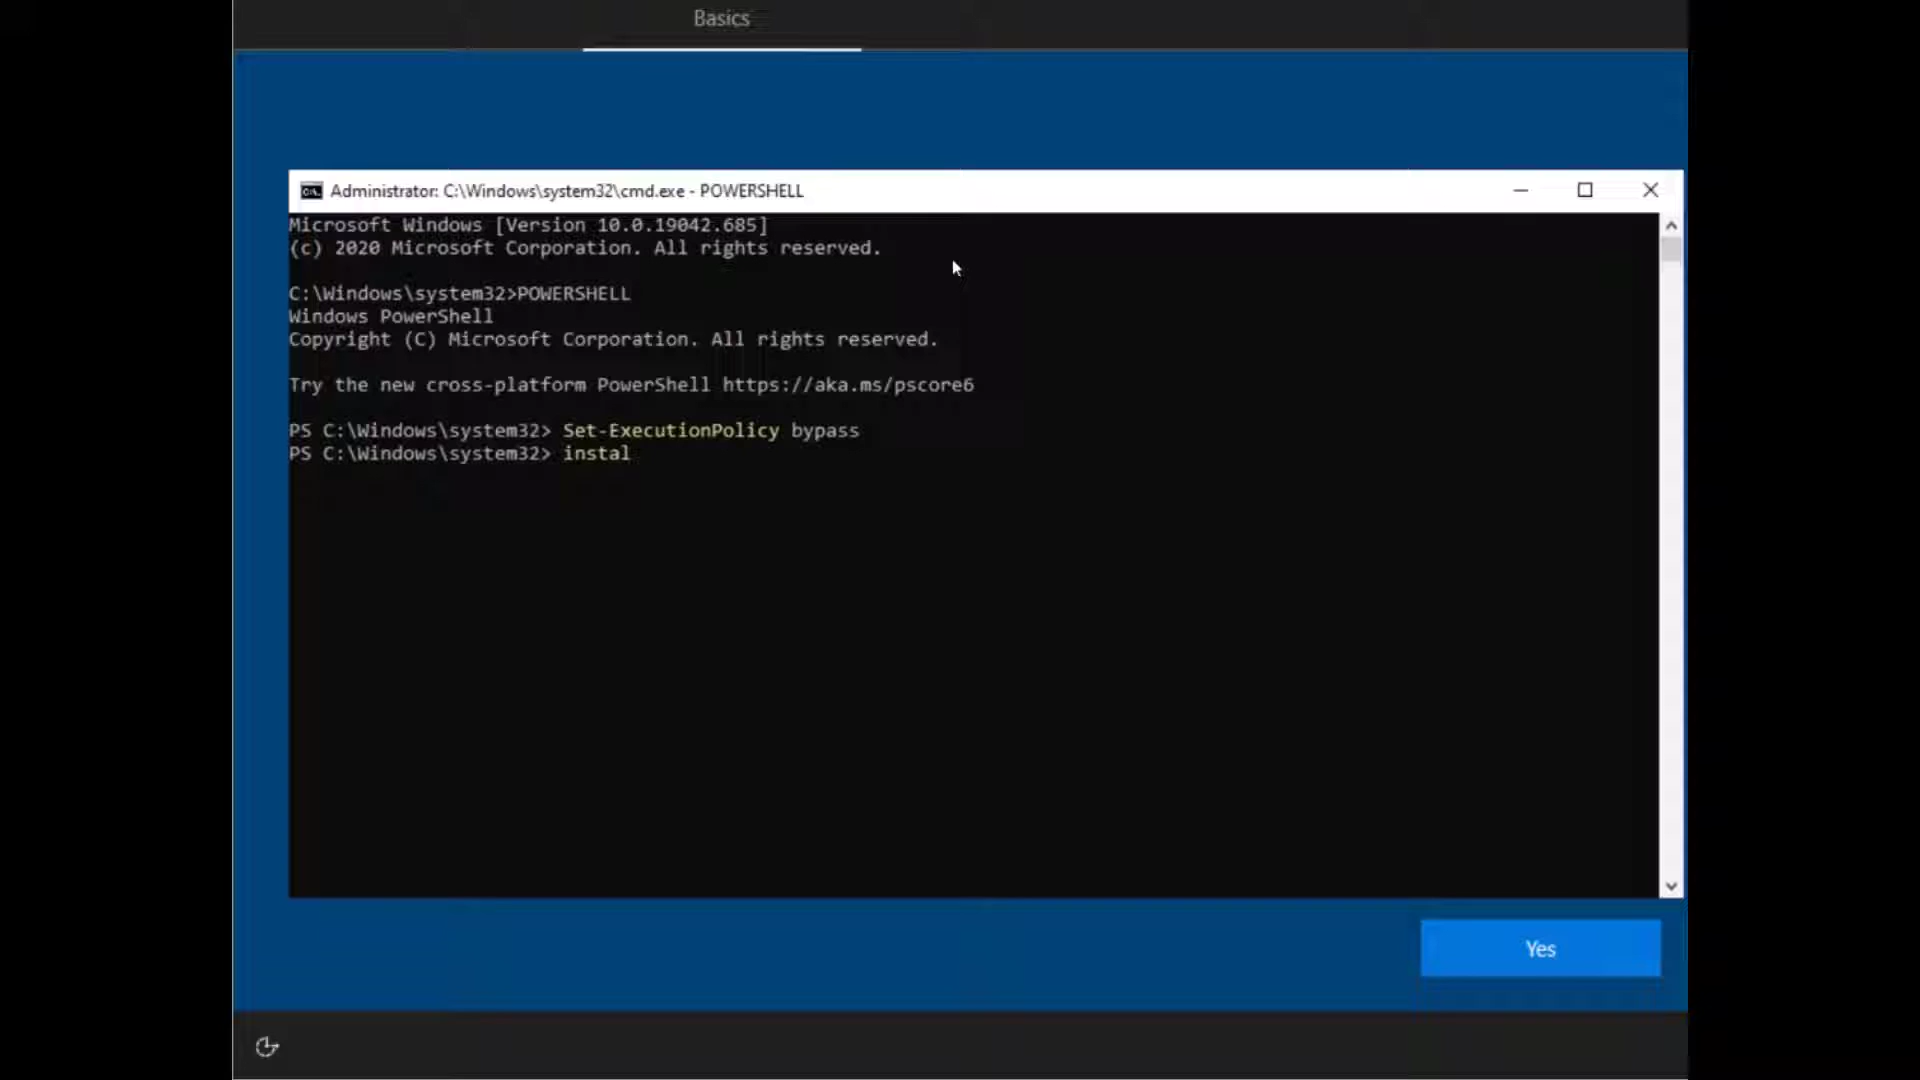 Basics
Administrator: C:\Windows\system32\cmd.exe - POWERSHELL
Microsoft Windows [Version 10.0.19042.685]
(c) 2020 Microsoft Corporation. All rights reserved.
C:\Windows\system32>POWERSHELL
Windows PowerShell
Copyright (C) Microsoft Corporation. All rights reserved.
Try the new cross-platform PowerShell https://aka.ms/pscore6
PS C:\Windows\system32> Set-ExecutionPolicy bypass
PS C:\Windows\system32> instal
Yes